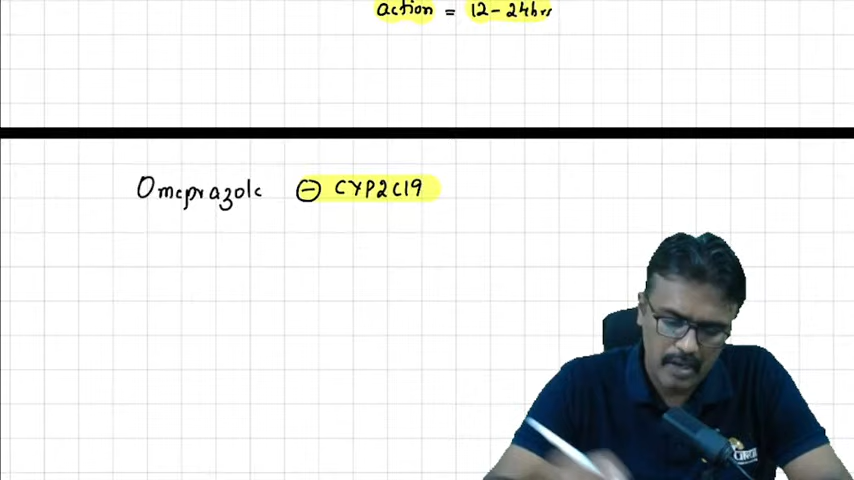 action = 12-24hrs
Omeprazole ⊖ CYP2C19